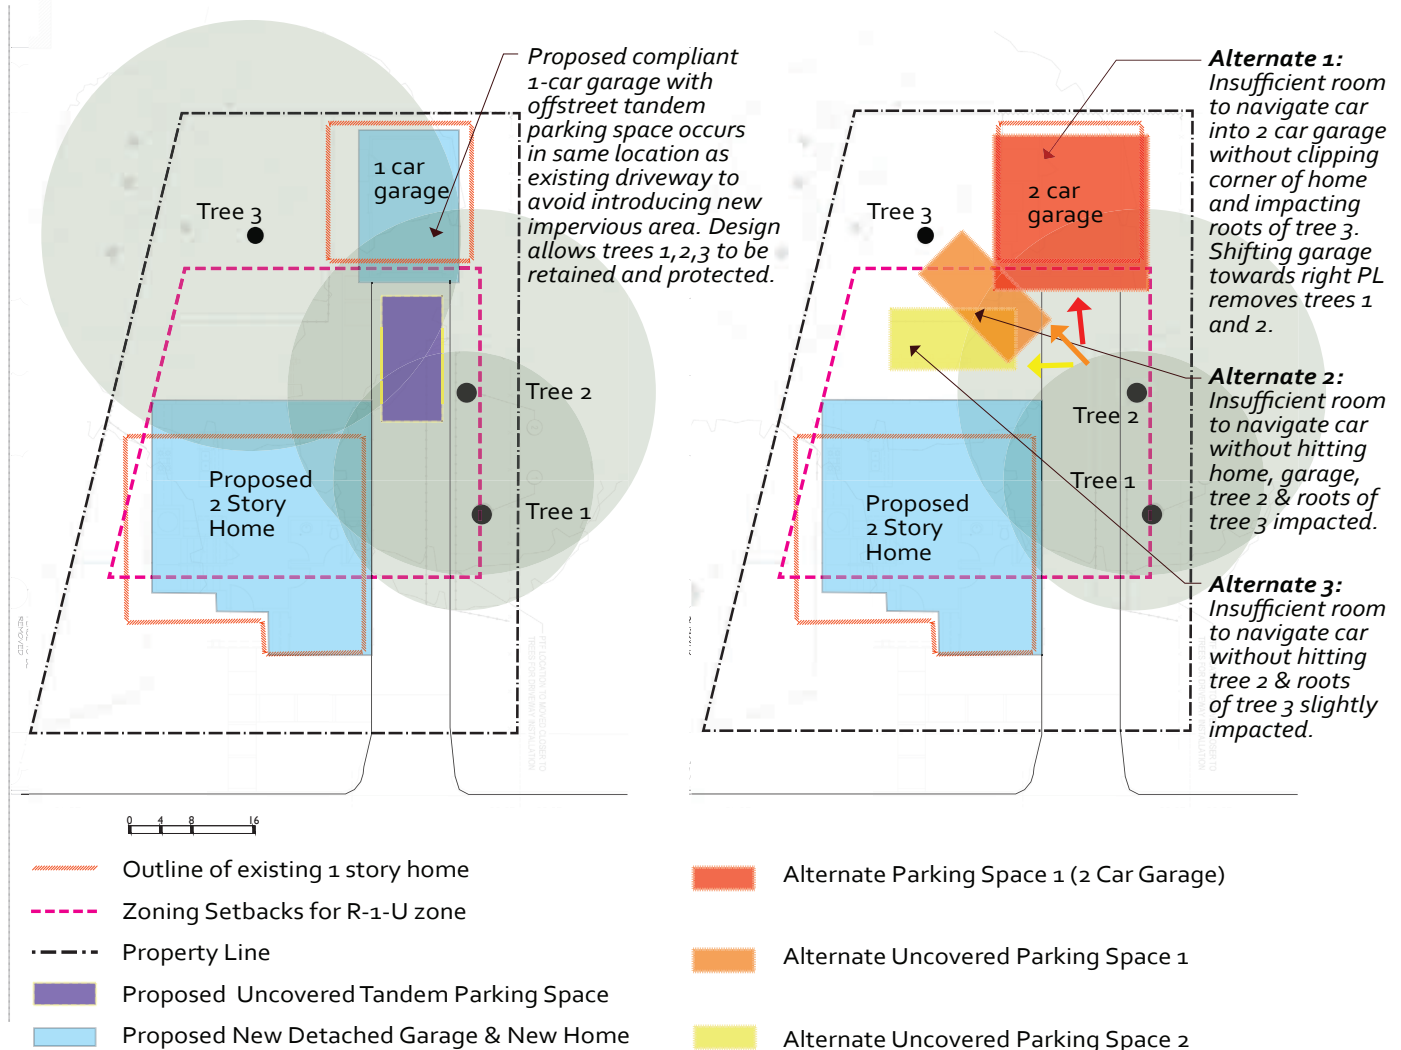 Proposed compliant
1-car garage with
offstreet tandem
parking space occurs
in same location as
existing driveway to
avoid introducing new
impervious area. Design
allows trees 1,2,3 to be
retained and protected.
1 car
garage
Tree 3
Tree 2
Tree 1
Proposed
2 Story
Home
REMOVED
Alternate 1:
Insufficient room
to navigate car
into 2 car garage
without clipping
corner of home
and impacting
roots of tree 3.
Shifting garage
towards right PL
removes trees 1
and 2.
2 car
garage
Tree 3
Alternate 2:
Insufficient room
to navigate car
without hitting
home, garage,
tree 2 & roots of
tree 3 impacted.
Tree 2
Tree 1
Proposed
2 Story
Home
Alternate 3:
Insufficient room
to navigate car
without hitting
tree 2 & roots
of tree 3 slightly
impacted.
0 4 8 16
Outline of existing 1 story home
Zoning Setbacks for R-1-U zone
Property Line
Proposed Uncovered Tandem Parking Space
Proposed New Detached Garage & New Home
Alternate Parking Space 1 (2 Car Garage)
Alternate Uncovered Parking Space 1
Alternate Uncovered Parking Space 2